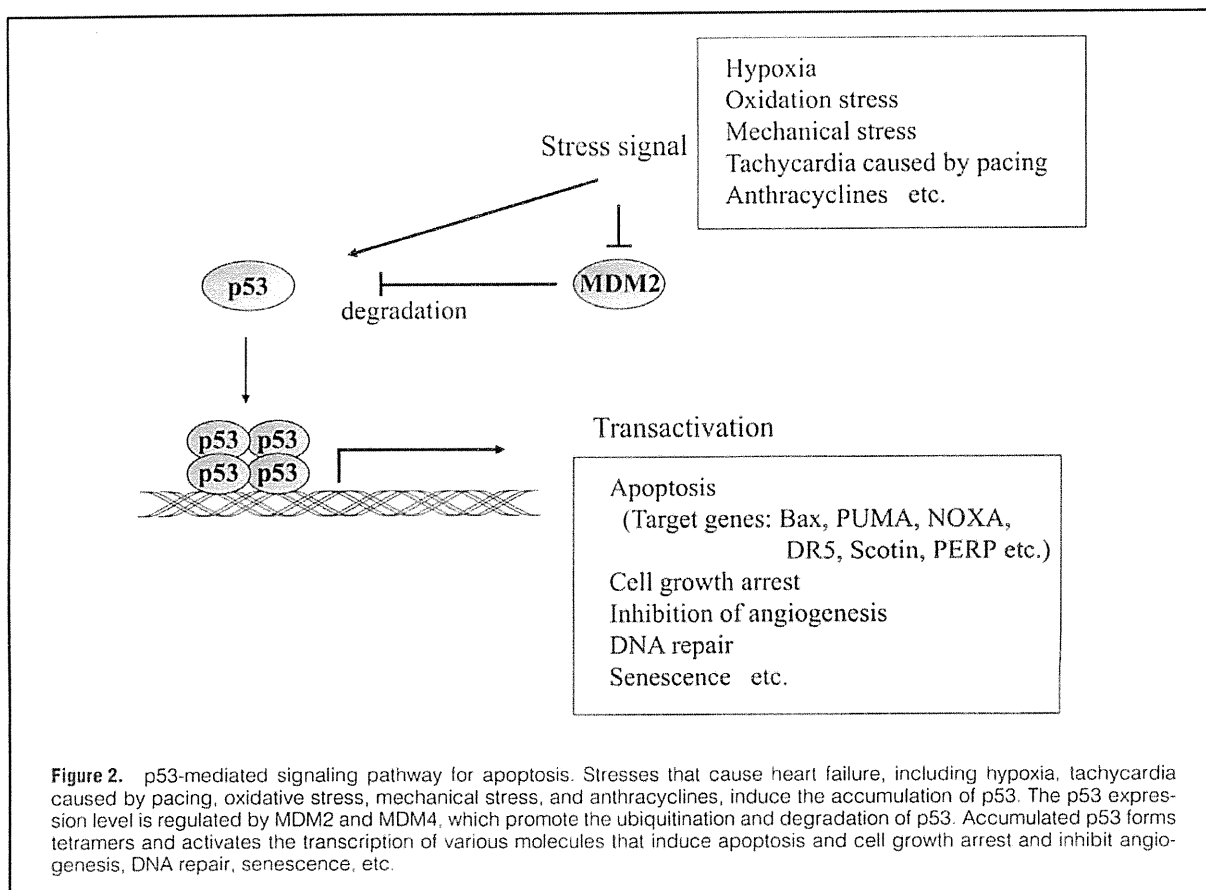 Hypoxia
Oxidation stress
Mechanical stress
Tachycardia caused by pacing
Anthracyclines etc.
Stress signal
p53
MDM2
degradation
p53 p53
p53 p53
Transactivation
Apoptosis
(Target genes: Bax, PUMA, NOXA,
DR5, Scotin, PERP etc.)
Cell growth arrest
Inhibition of angiogenesis
DNA repair
Senescence etc.
Figure 2. p53-mediated signaling pathway for apoptosis. Stresses that cause heart failure, including hypoxia, tachycardia
caused by pacing, oxidative stress, mechanical stress, and anthracyclines, induce the accumulation of p53. The p53 expres-
sion level is regulated by MDM2 and MDM4, which promote the ubiquitination and degradation of p53. Accumulated p53 forms
tetramers and activates the transcription of various molecules that induce apoptosis and cell growth arrest and inhibit angio-
genesis, DNA repair, senescence, etc.